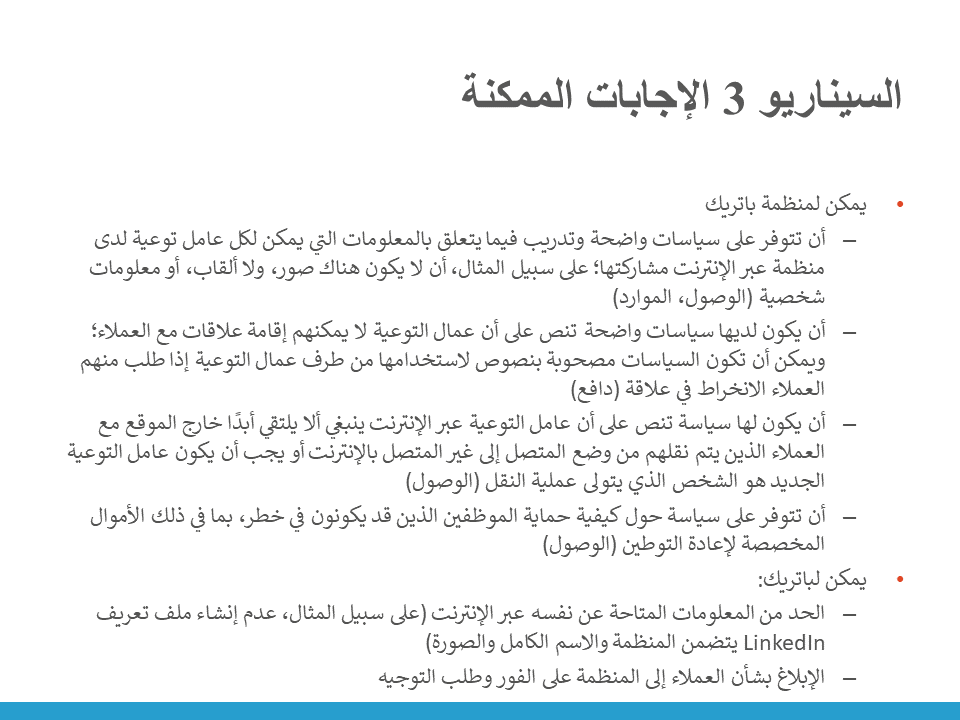 السيناريو 3 الإجابات الممكنة
• يمكن لمنظمة باتريك
– أن تتوفر على سياسات واضحة وتدريب فيما يتعلق بالمعلومات التي يمكن لكل عامل توعية لدى
منظمة عبر الإنترنت مشاركتها؛ على سبيل المثال، أن لا يكون هناك صور، ولا ألقاب، أو معلومات
شخصية (الوصول، الموارد)
– أن يكون لديها سياسات واضحة تنص على أن عمال التوعية لا يمكنهم إقامة علاقات مع العملاء؛
ويمكن أن تكون السياسات مصحوبة بنصوص لاستخدامها من طرف عمال التوعية إذا طلب منهم
العملاء الانخراط في علاقة (دافع)
– أن يكون لها سياسة تنص على أن عامل التوعية عبر الإنترنت ينبغي ألا يلتقي أبدًا خارج الموقع مع
العملاء الذين يتم نقلهم من وضع المتصل إلى غير المتصل بالإنترنت أو يجب أن يكون عامل التوعية
الجديد هو الشخص الذي يتولى عملية النقل (الوصول)
– أن تتوفر على سياسة حول كيفية حماية الموظفين الذين قد يكونون في خطر، بما في ذلك الأموال
المخصصة لإعادة التوطين (الوصول)
• يمكن لباتريك:
– الحد من المعلومات المتاحة عن نفسه عبر الإنترنت (على سبيل المثال، عدم إنشاء ملف تعريف
LinkedIn يتضمن المنظمة والاسم الكامل والصورة)
– الإبلاغ بشأن العملاء إلى المنظمة على الفور وطلب التوجيه